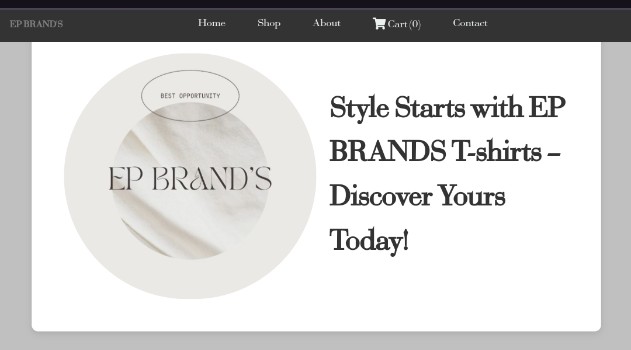 EP BRAND'S
Home
Shop
About
Cart (0)
Contact
BEST OPPORTUNITY
EP BRAND'S
Style Starts with EP
BRANDS T-shirts –
Discover Yours
Today!